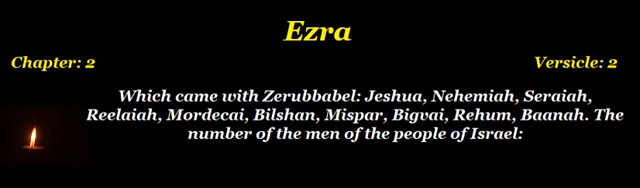 Ezra
Chapter: 2
Versicle: 2
Which came with Zerubbabel: Jeshua, Nehemiah, Seraiah,
Reelaiah, Mordecai, Bilshan, Mispar, Bigvai, Rehum, Baanah. The
number of the men of the people of Israel: